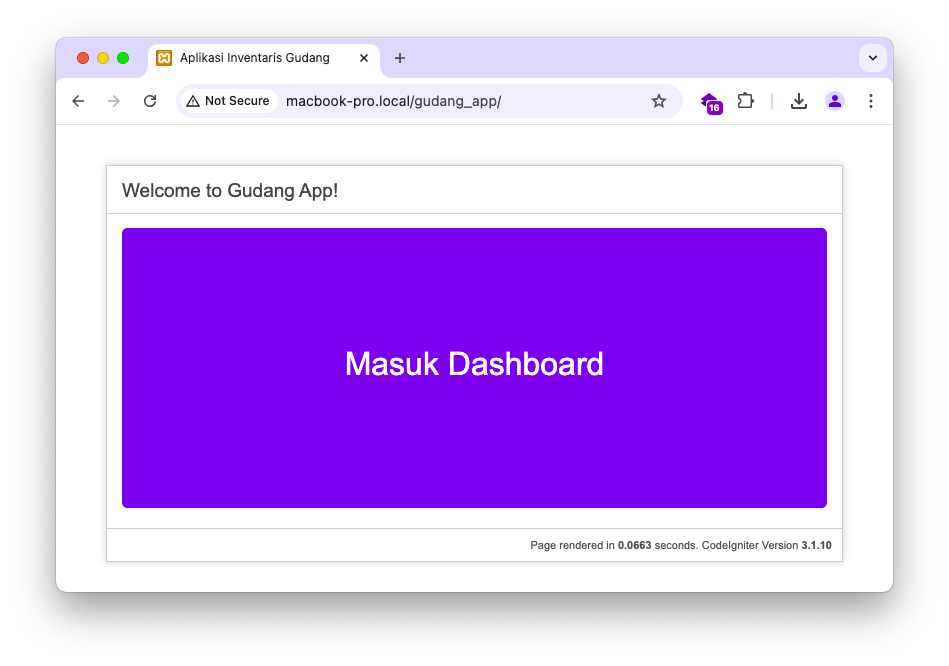 Aplikasi Inventaris Gudang
Not Secure macbook-pro.local/gudang_app/
16
Welcome to Gudang App!
Masuk Dashboard
Page rendered in 0.0663 seconds. CodeIgniter Version 3.1.10